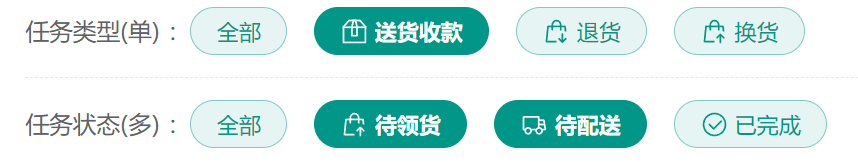 任务类型(单)： 全部 送货收款 退货 换货
任务状态(多)： 全部 待领货 待配送 已完成